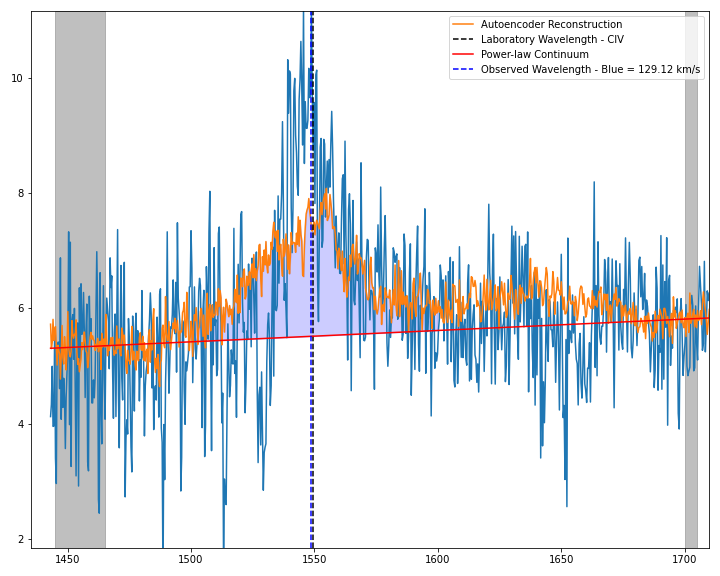 Autoencoder Reconstruction
Laboratory Wavelength - CIV
Power-law Continuum
Observed Wavelength - Blue = 129.12 km/s
10
8
6
4
2
1450 1500 1550 1600 1650 1700